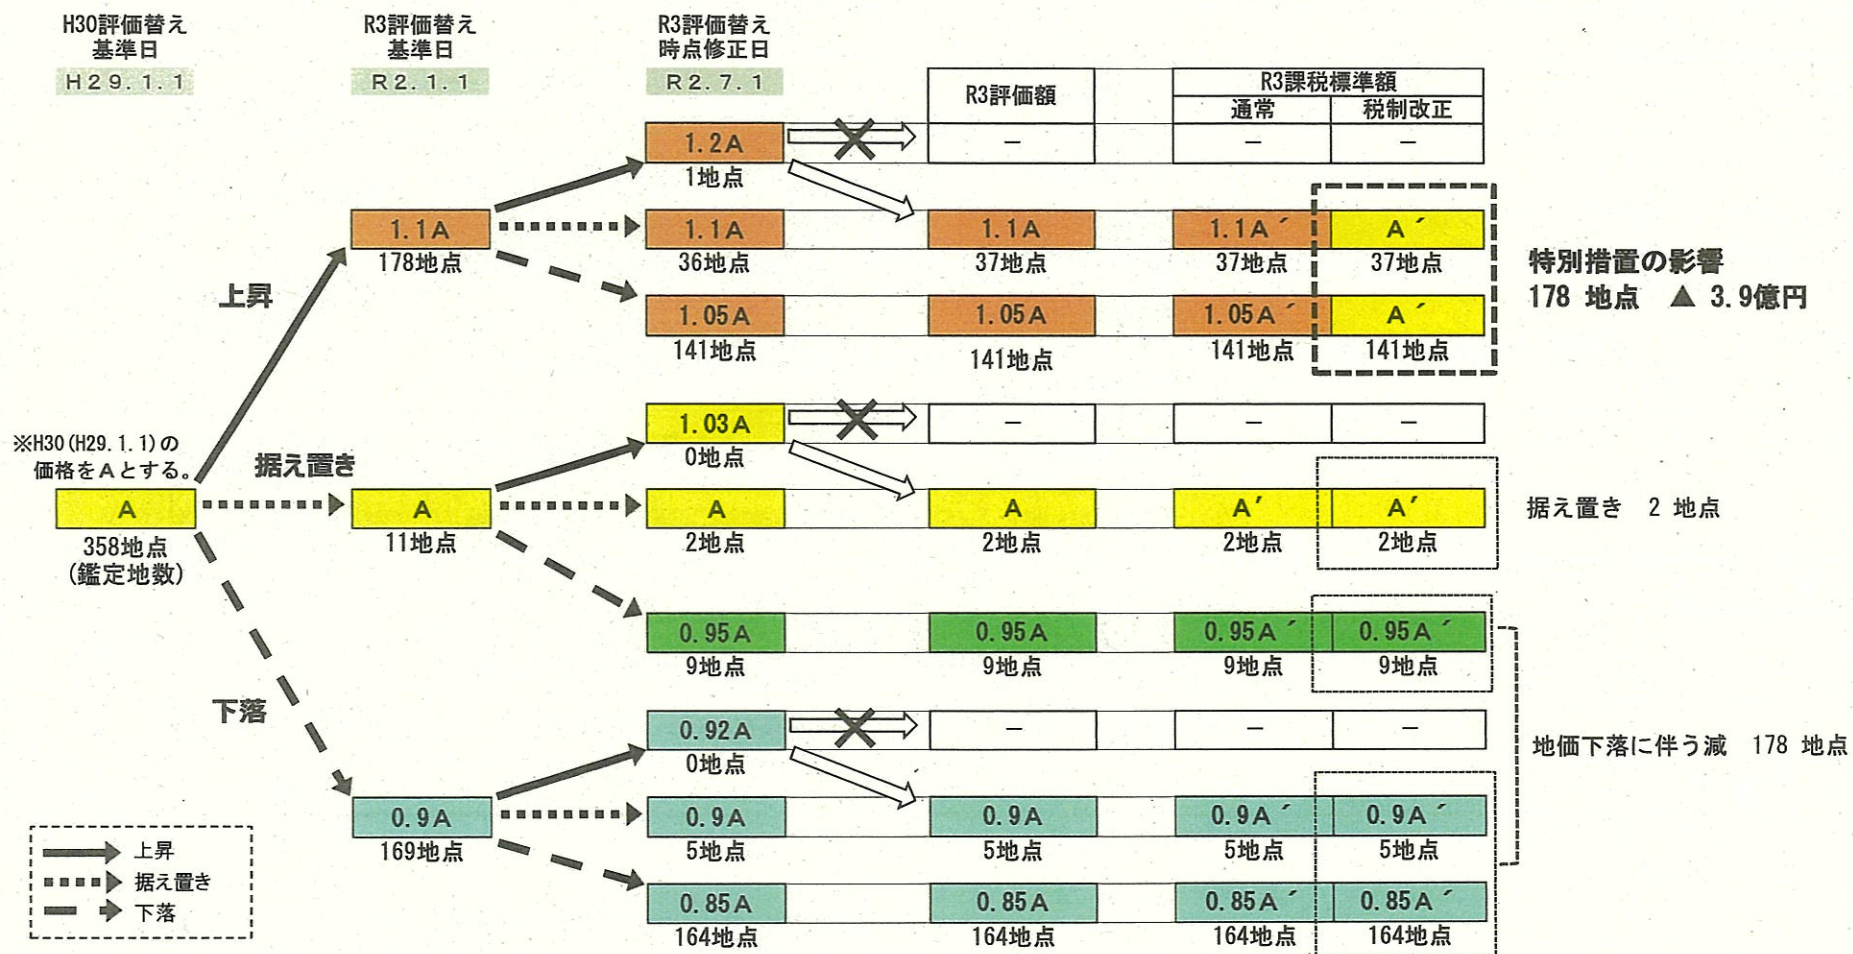 H30評価替え
基準日
H29.1.1
R3評価替え
基準日
R2.1.1
R3評価替え
時点修正日
R2.7.1
R3評価額
R3課税標準額
通常
税制改正
1.2A
－
－
－
1地点
1.1A
1.1A
1.1A
1.1A´
A´
178地点
36地点
37地点
37地点
37地点
特別措置の影響
178 地点 ▲ 3.9億円
上昇
1.05A
1.05A
1.05A´
A´
141地点
141地点
141地点
141地点
1.03A
－
－
－
0地点
※H30(H29.1.1)の
価格をAとする。
据え置き
A
A
A
A
A′
A′
358地点
(鑑定地数)
11地点
2地点
2地点
2地点
2地点
据え置き 2 地点
0.95A
0.95A
0.95A´
0.95A´
9地点
9地点
9地点
9地点
下落
0.92A
－
－
－
0地点
地価下落に伴う減 178 地点
0.9A
0.9A
0.9A
0.9A´
0.9A´
169地点
5地点
5地点
5地点
5地点
0.85A
0.85A
0.85A´
0.85A´
164地点
164地点
164地点
164地点
上昇
据え置き
下落